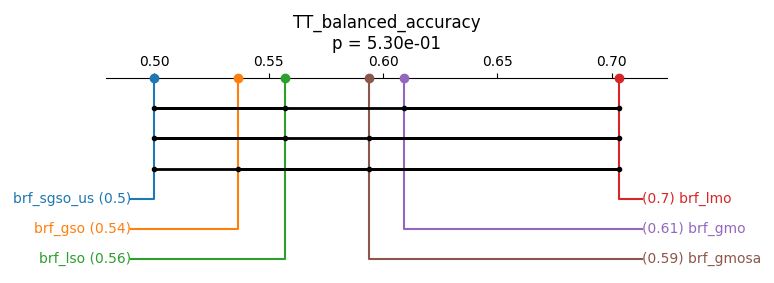 TT_balanced_accuracy
p = 5.30e-01
0.50 0.55 0.60 0.65 0.70
brf_sgso_us (0.5) (0.7) brf_lmo
brf_gso (0.54) (0.61) brf_gmo
brf_lso (0.56) (0.59) brf_gmosa